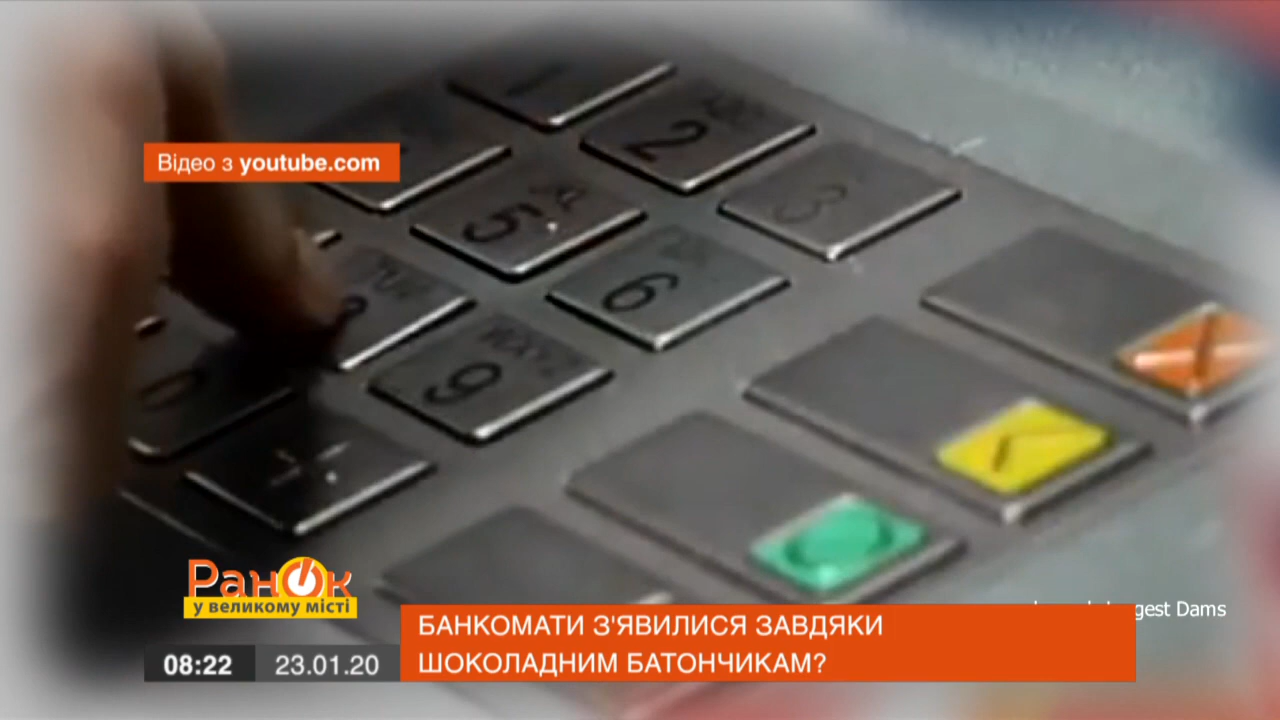 2
3
5
6
9
Відео з youtube.com
Ранок
у великому місті
08:22
23.01.20
БАНКОМАТИ З'ЯВИЛИСЯ ЗАВДЯКИ
ШОКОЛАДНИМ БАТОНЧИКАМ?
Dams